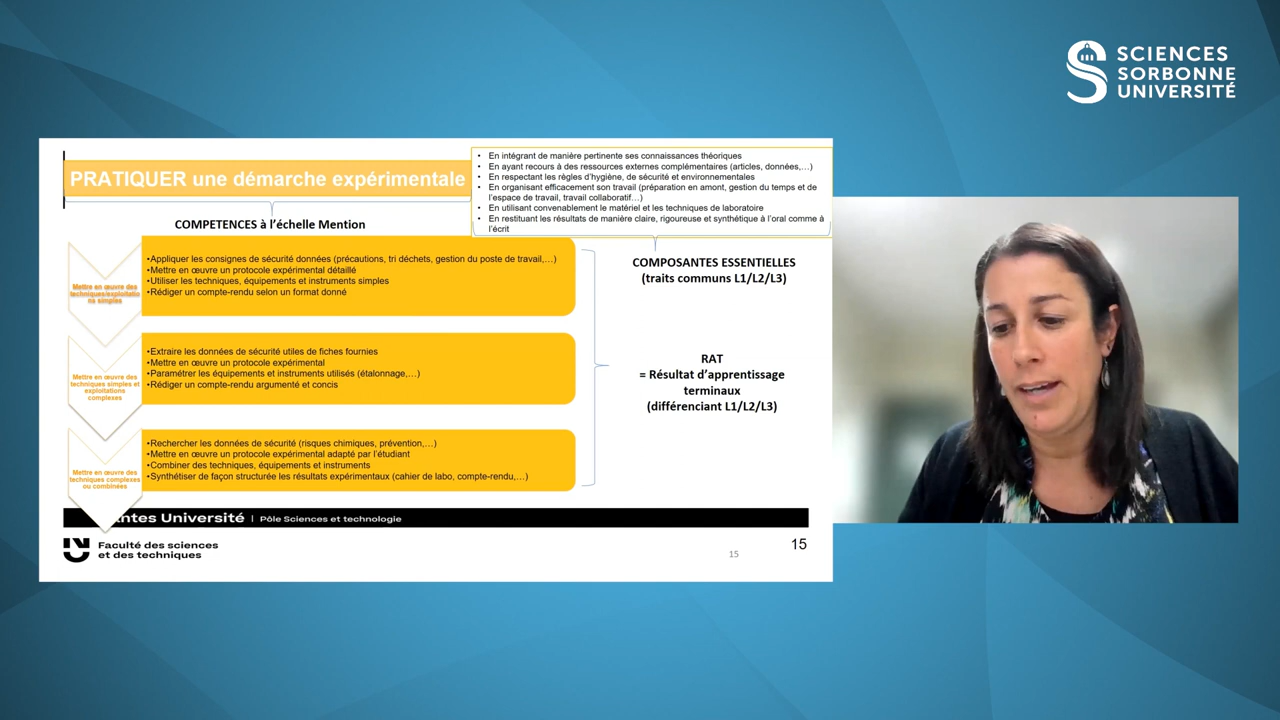 SCIENCES
SORBONNE
UNIVERSITÉ
PRATIQUER une démarche expérimentale
• En intégrant de manière pertinente ses connaissances théoriques
• En ayant recours à des ressources externes complémentaires (articles, données,…)
• En respectant les règles d'hygiène, de sécurité et environnementales
• En organisant efficacement son travail (préparation en amont, gestion du temps et de
l'espace de travail, travail collaboratif…)
• En utilisant convenablement le matériel et les techniques de laboratoire
• En restituant les résultats de manière claire, rigoureuse et synthétique à l'oral comme à
l'écrit
COMPETENCES à l'échelle Mention
COMPOSANTES ESSENTIELLES
(traits communs L1/L2/L3)
Mettre en œuvre des
techniques/exploitatio
ns simples
•Appliquer les consignes de sécurité données (précautions, tri déchets, gestion du poste de travail,…)
•Mettre en œuvre un protocole expérimental détaillé
•Utiliser les techniques, équipements et instruments simples
•Rédiger un compte-rendu selon un format donné
Mettre en œuvre des
techniques simples et
exploitations
complexes
•Extraire les données de sécurité utiles de fiches fournies
•Mettre en œuvre un protocole expérimental
•Paramétrer les équipements et instruments utilisés (étalonnage,…)
•Rédiger un compte-rendu argumenté et concis
RAT
= Résultat d'apprentissage
terminaux
(différenciant L1/L2/L3)
Mettre en œuvre des
techniques complexes
ou combinées
•Rechercher les données de sécurité (risques chimiques, prévention,…)
•Mettre en œuvre un protocole expérimental adapté par l'étudiant
•Combiner des techniques, équipements et instruments
•Synthétiser de façon structurée les résultats expérimentaux (cahier de labo, compte-rendu,…)
antes Université | Pôle Sciences et technologie
Faculté des sciences
et des techniques
15
15